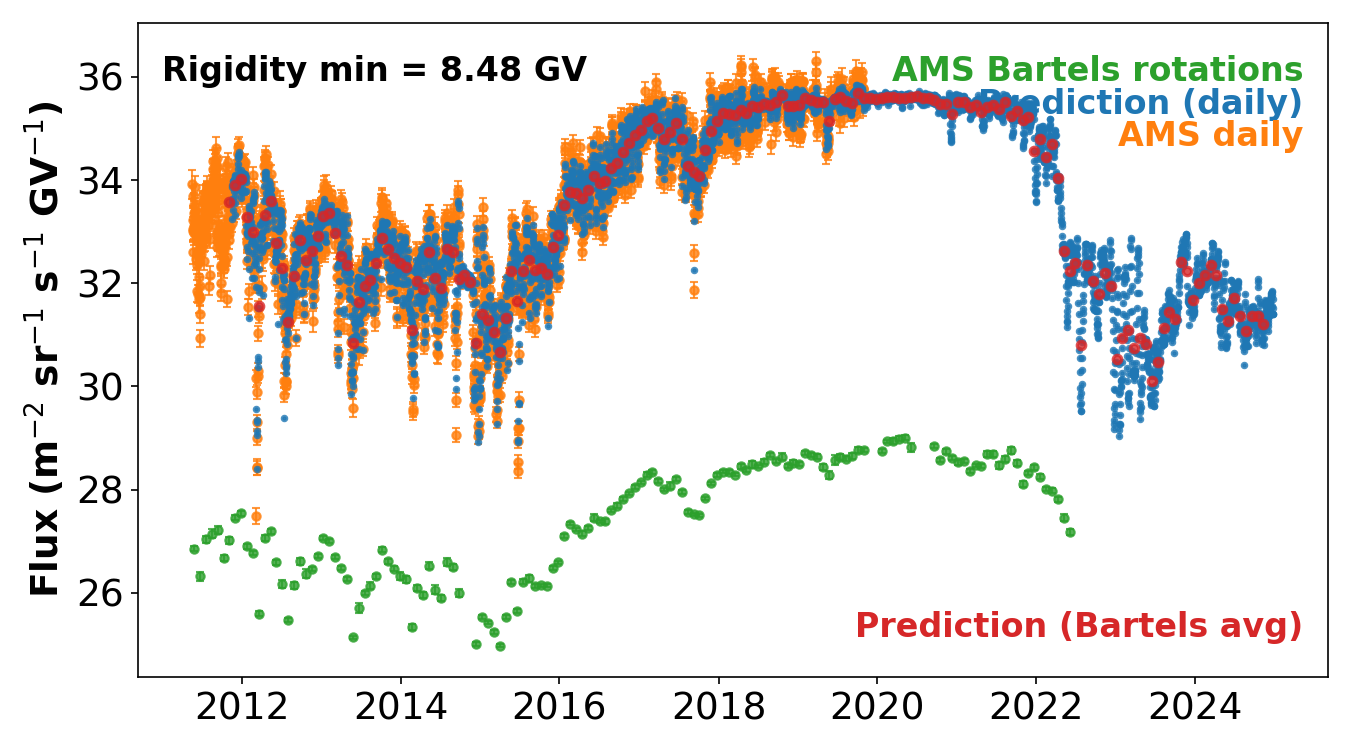 Rigidity min = 8.48 GV
AMS Bartels rotations
Prediction (daily)
AMS daily
Prediction (Bartels avg)
Flux (m⁻² sr⁻¹ s⁻¹ GV⁻¹)
36
34
32
30
28
26
2012
2014
2016
2018
2020
2022
2024